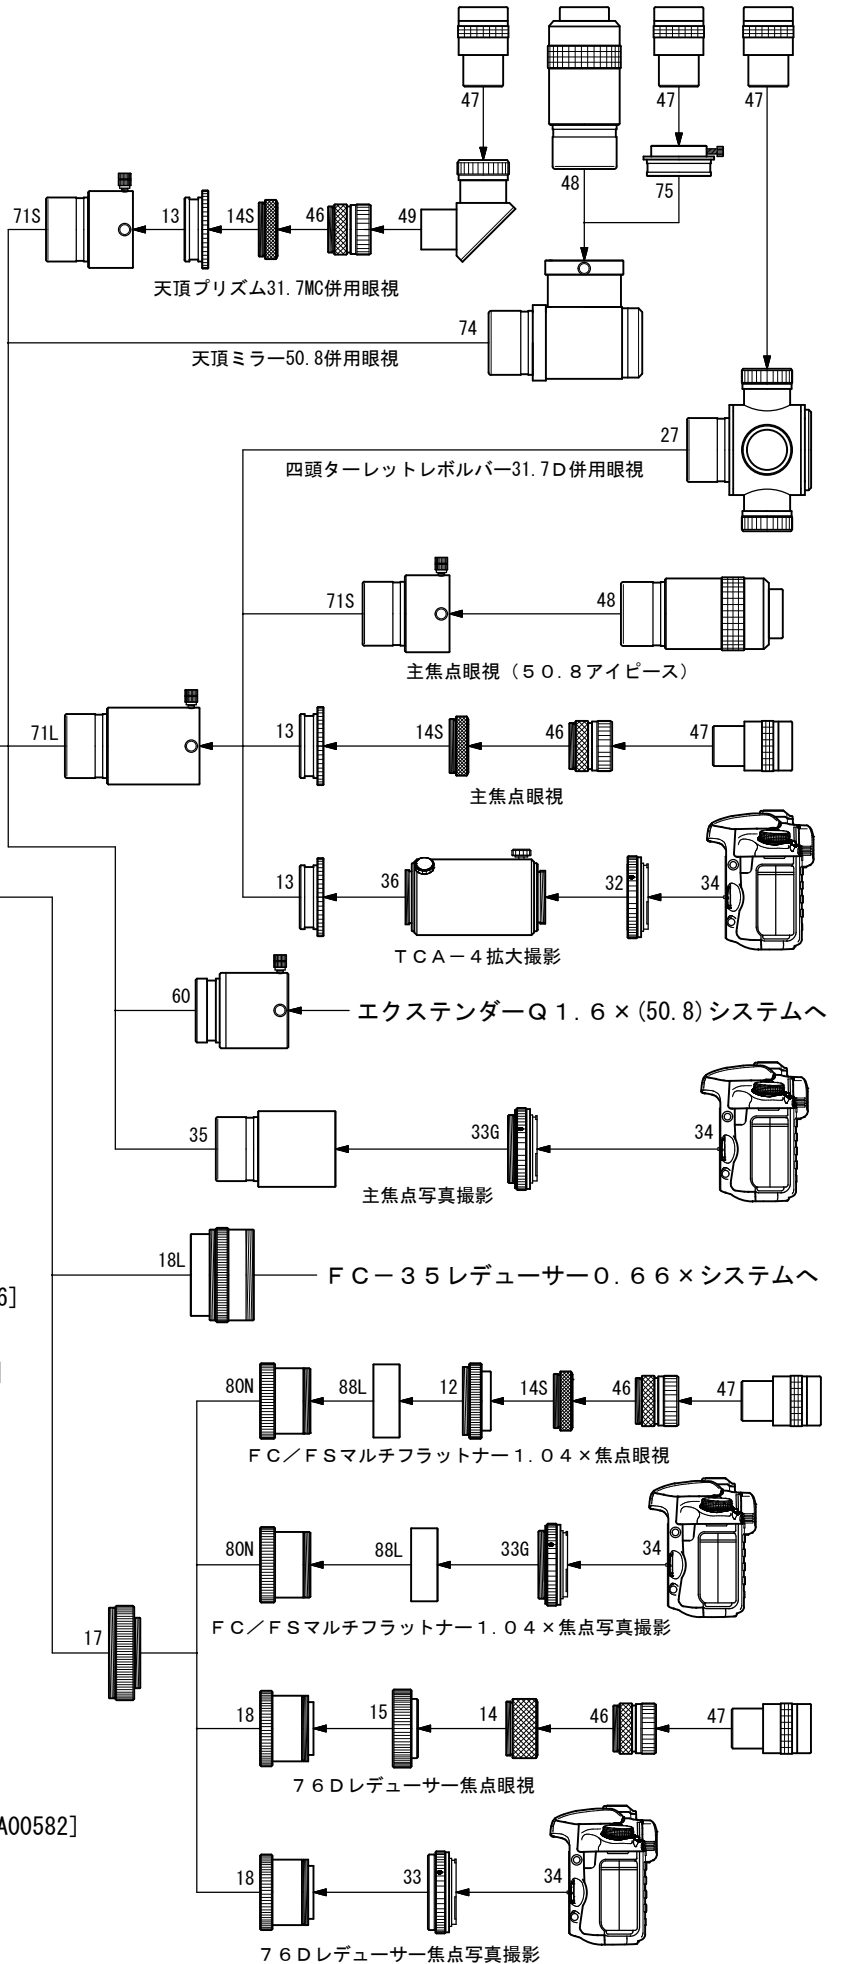 47 47 47
48 75
71S 13 14S 46 49
天頂プリズム31.7MC併用眼視
74
天頂ミラー50.8併用眼視
27
四頭ターレットレボルバー31.7D併用眼視
71S 48
主焦点眼視（50.8アイピース）
71L 13 14S 46 47
主焦点眼視
13 36 32 34
TCA－4拡大撮影
60 エクステンダーQ1.6×(50.8)システムへ
35 33G 34
主焦点写真撮影
18L FC－35レデューサー0.66×システムへ
6]
]
80N 88L 12 14S 46 47
FC／FSマルチフラットナー1.04×焦点眼視
80N 88L 33G 34
FC／FSマルチフラットナー1.04×焦点写真撮影
17
18 15 14 46 47
76Dレデューサー焦点眼視
A00582]
18 33 34
76Dレデューサー焦点写真撮影